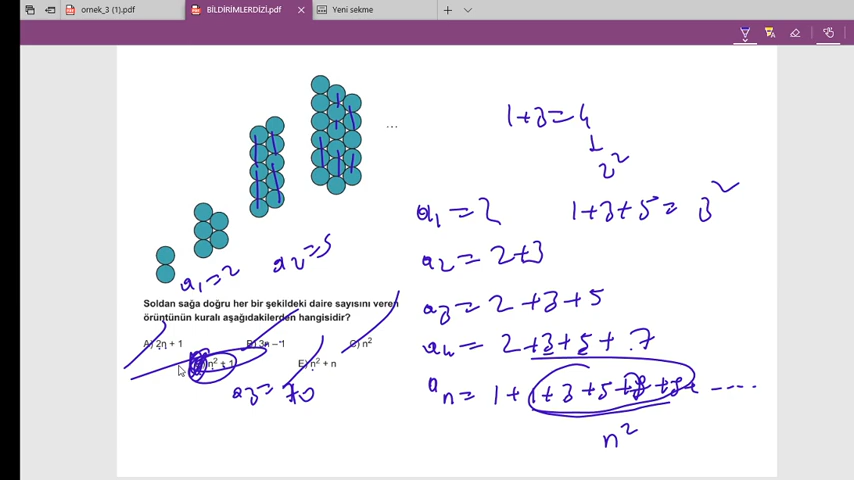 ornek_3 (1).pdf
BİLDİRİMLERDİZİ.pdf
Yeni sekme
...
1+3=4
↓
2²
a₁=2
1+3+5=3²
a₂=2+3
a₃=2+3+5
2+3+5+7
aₙ=1+1+3+5+
....
n²
a₁=2
a₂=5
Soldan sağa doğru her bir şekildeki daire sayısını veren
örüntünün kuralı aşağıdakilerden hangisidir?
A) 2n + 1
B) 3n – 1
C) n²
n² + 1
E) n² + n
a₃=10